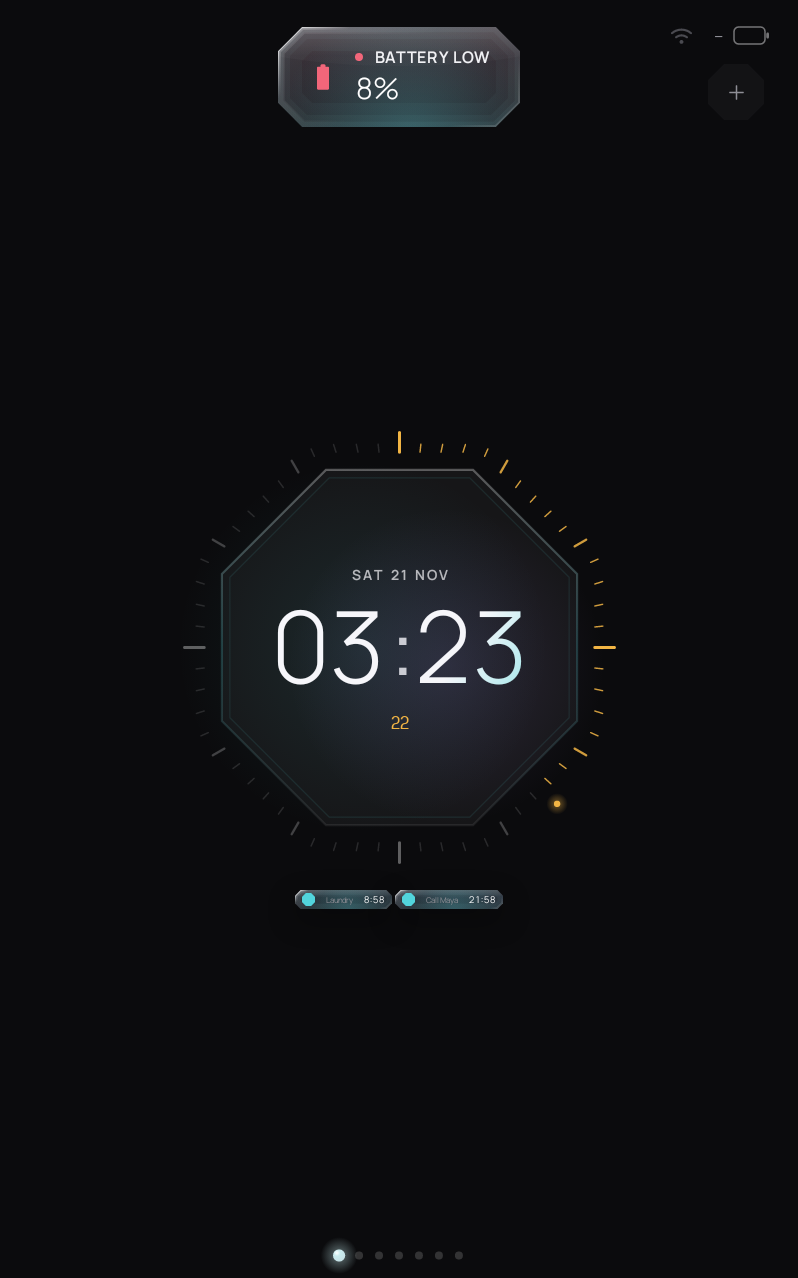 BATTERY LOW
8%
–
+
SAT 21 NOV
03:23
22
Laundry 8:58
Call Maya 21:58